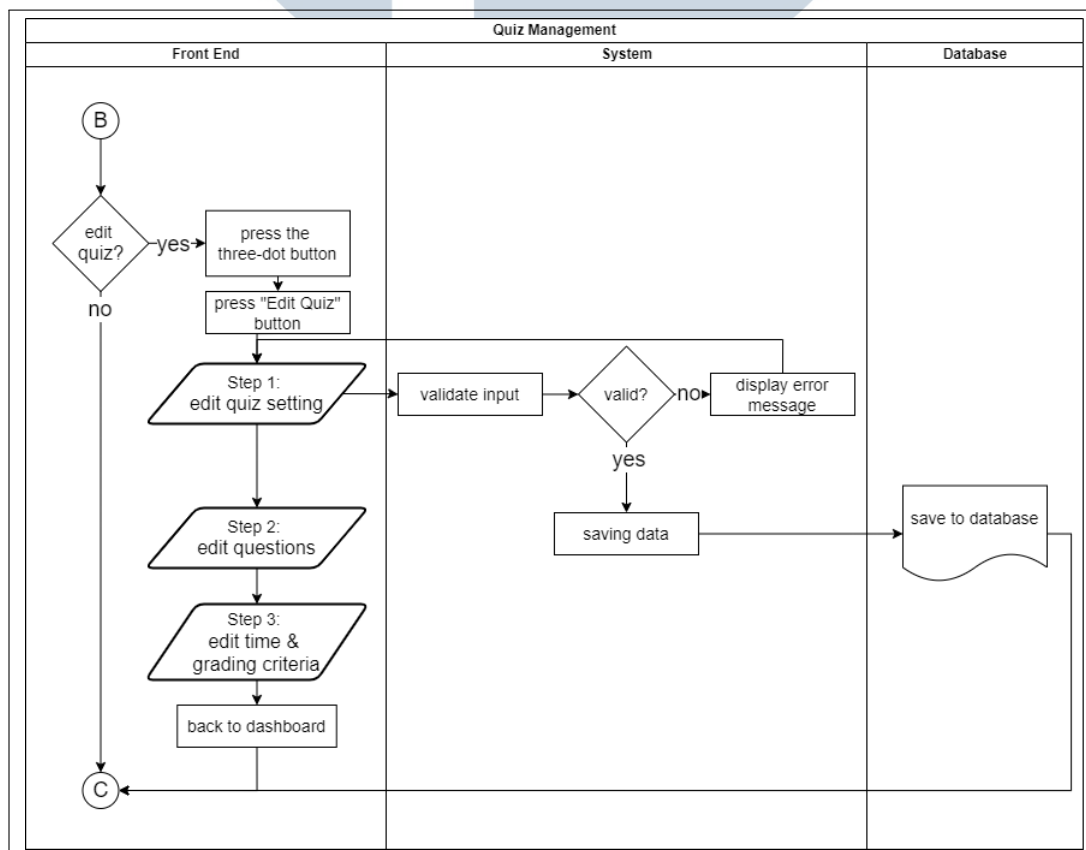 Quiz Management
Front End
System
Database
B
edit
quiz?
yes
press the
three-dot button
no
press "Edit Quiz"
button
Step 1:
edit quiz setting
validate input
valid?
no
display error
message
yes
Step 2:
edit questions
saving data
save to database
Step 3:
edit time &
grading criteria
back to dashboard
C